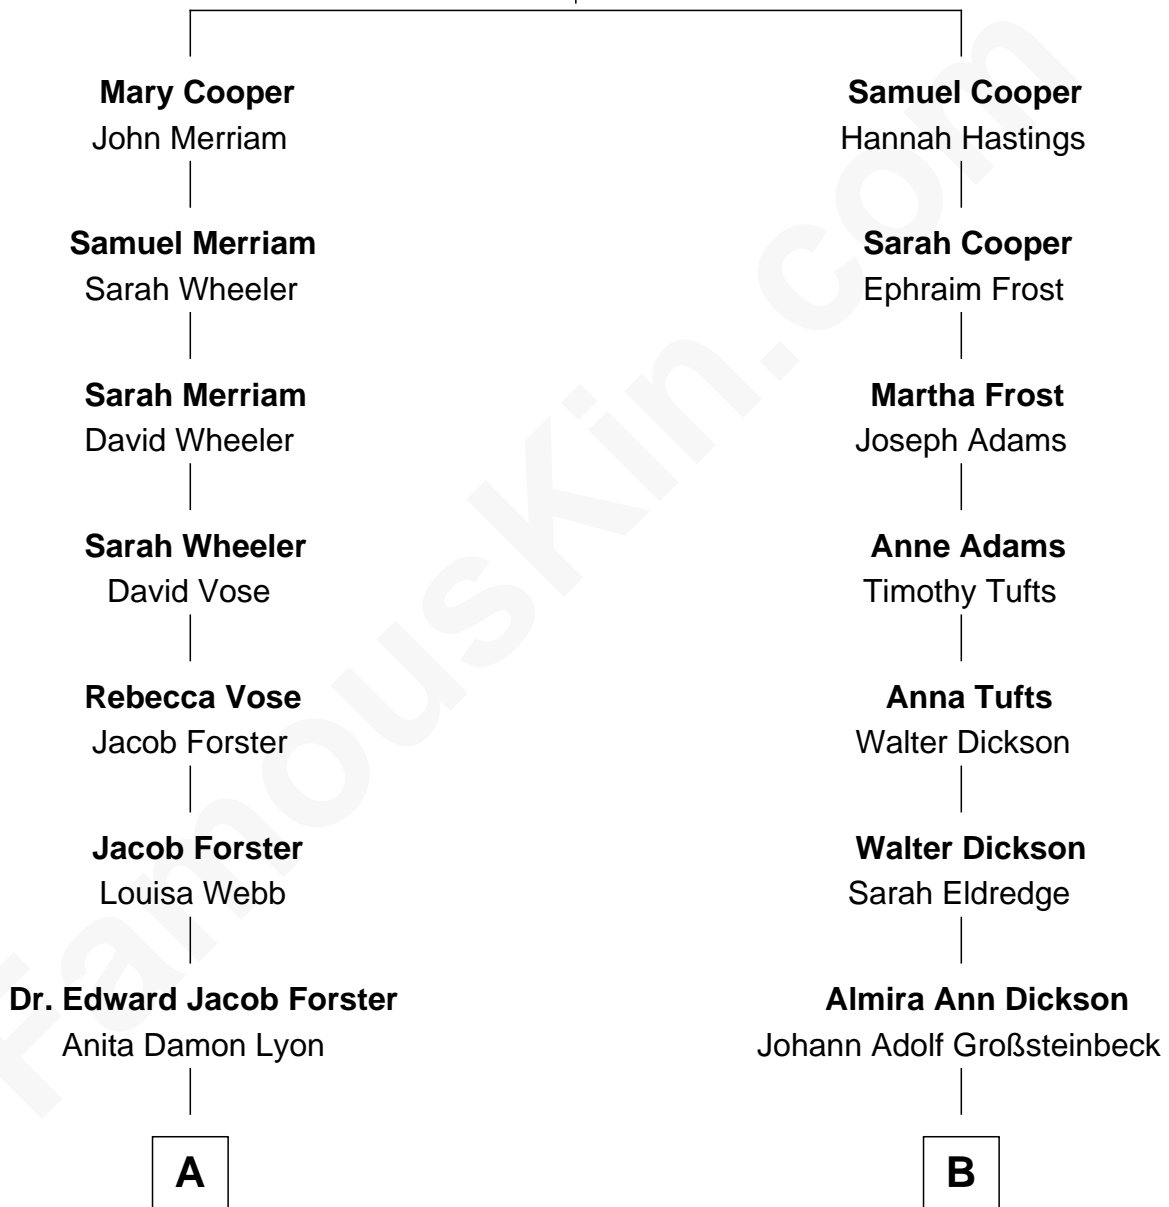 Mary Cooper
John Merriam
Samuel Merriam
Sarah Wheeler
Sarah Merriam
David Wheeler
Sarah Wheeler
David Vose
Rebecca Vose
Jacob Forster
Jacob Forster
Louisa Webb
Dr. Edward Jacob Forster
Anita Damon Lyon
A
Samuel Cooper
Hannah Hastings
Sarah Cooper
Ephraim Frost
Martha Frost
Joseph Adams
Anne Adams
Timothy Tufts
Anna Tufts
Walter Dickson
Walter Dickson
Sarah Eldredge
Almira Ann Dickson
Johann Adolf Großsteinbeck
B
FamousKin.com